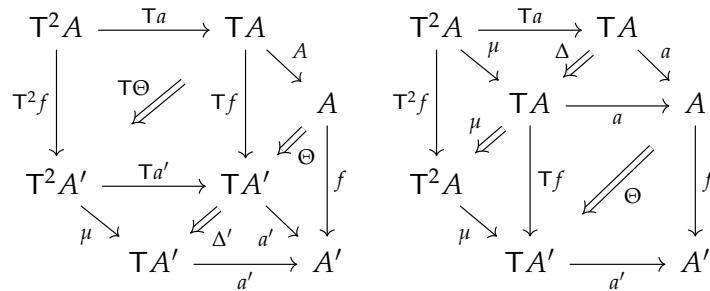 T²A Ta TA T²A Ta TA
A μ Δ a
T²f TΘ Tf A T²f TA a A
Θ μ
T²A' Ta' TA' f T²A Tf Θ f
μ Δ' a' μ
TA' a' A' TA' a' A'